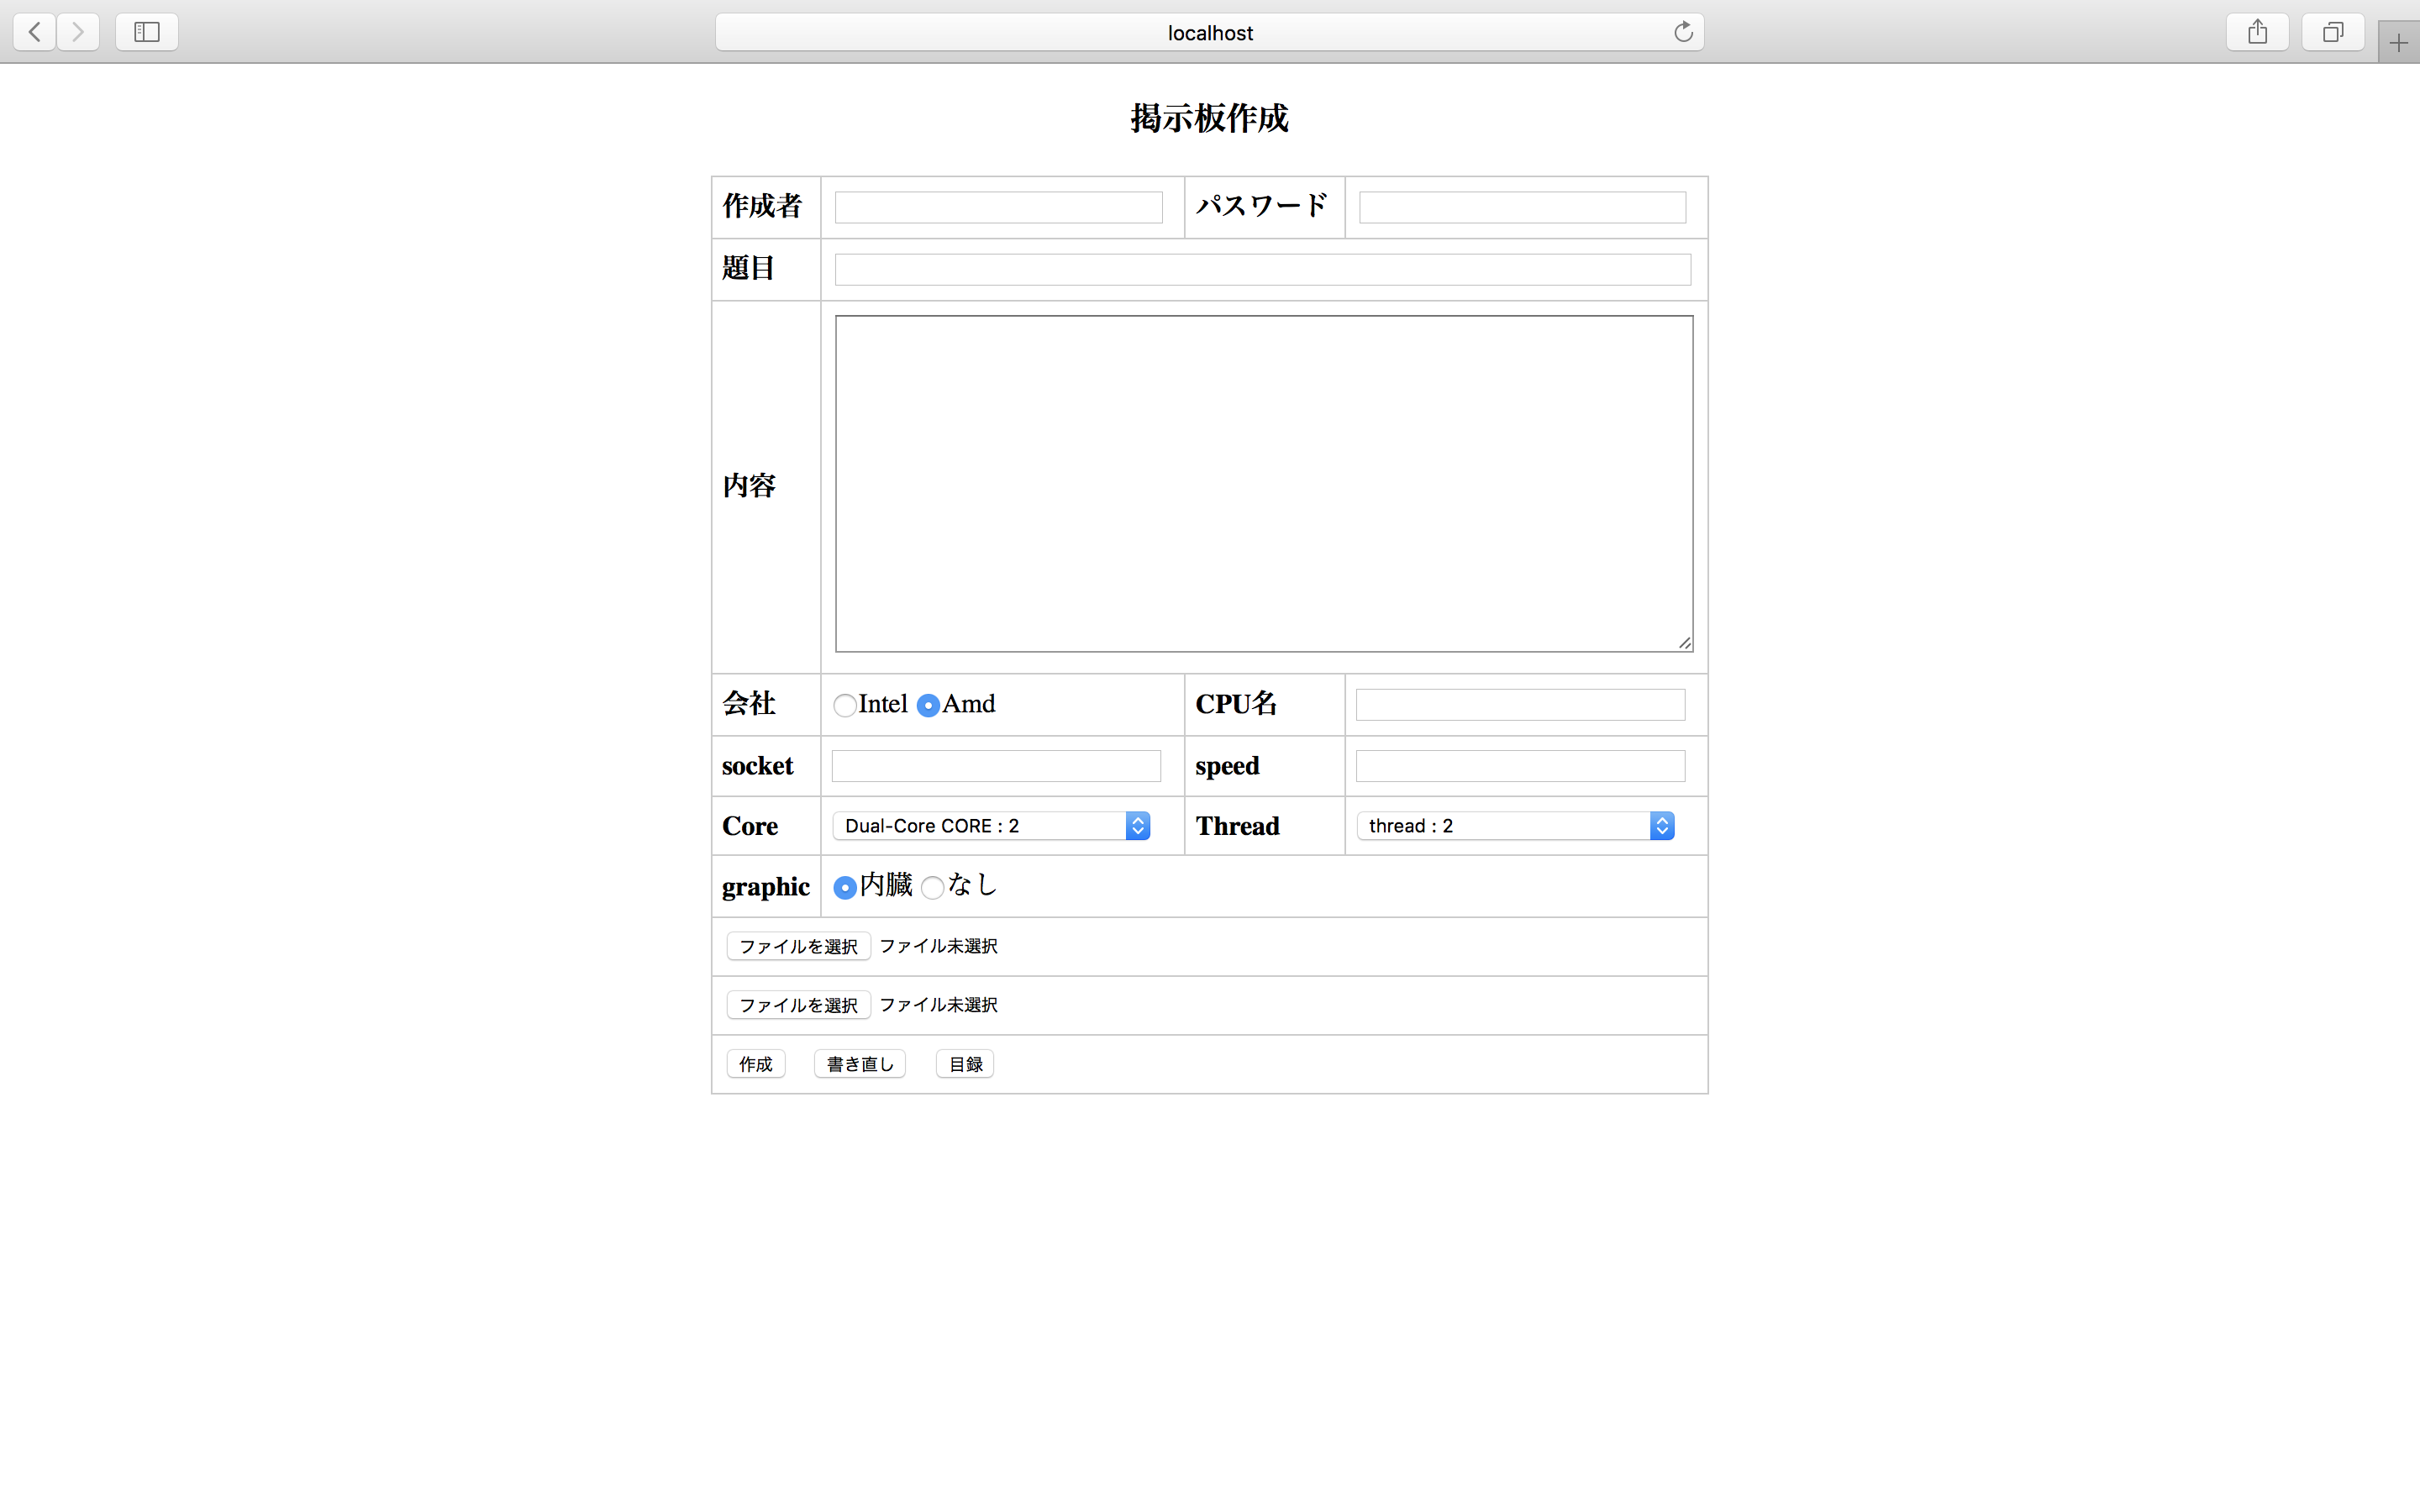 localhost
掲示板作成
作成者 パスワード
題目
内容
会社 Intel Amd CPU名
socket speed
Core Dual-Core CORE : 2 Thread thread : 2
graphic 内臓 なし
ファイルを選択 ファイル未選択
ファイルを選択 ファイル未選択
作成 書き直し 目録